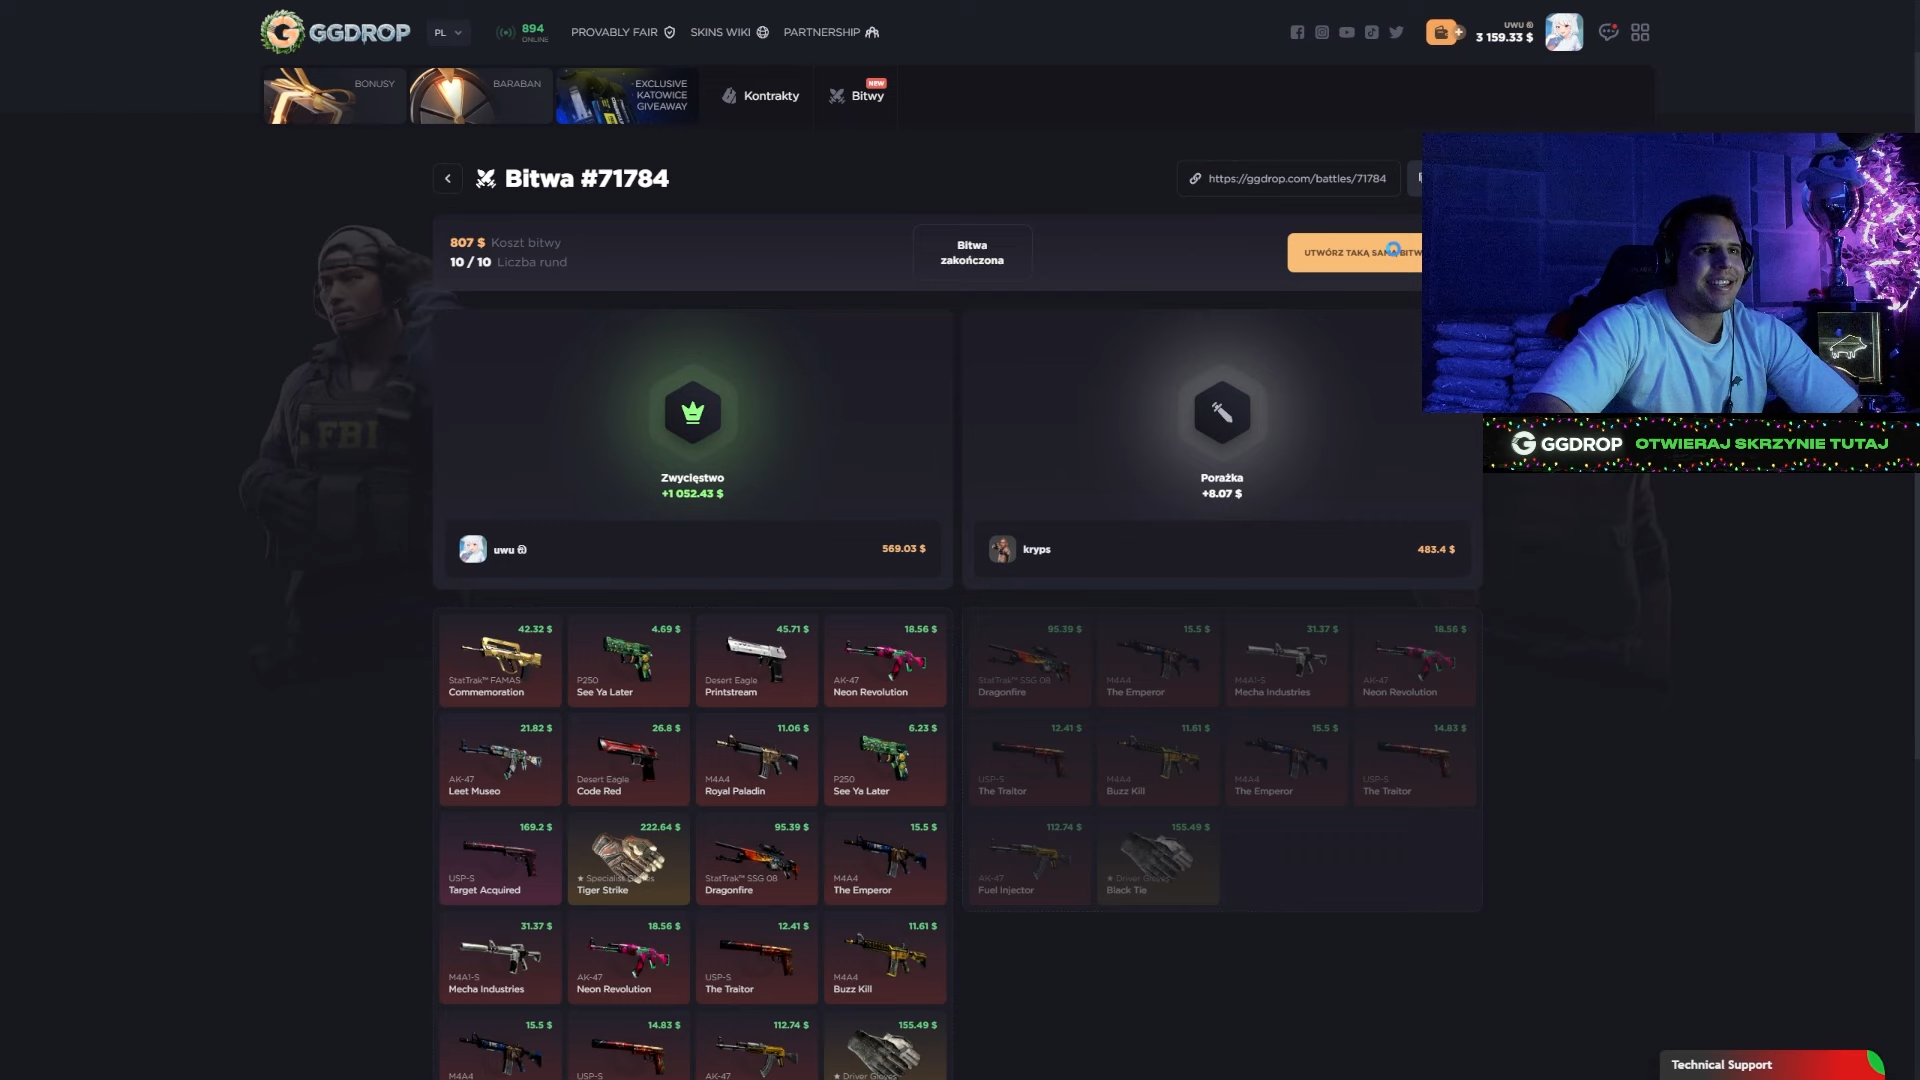 GGDROP
PL
894
ONLINE
PROVABLY FAIR
SKINS WIKI
PARTNERSHIP
UWU
3 159.33 $
BONUSY
BARABAN
EXCLUSIVE
KATOWICE
GIVEAWAY
Kontrakty
NEW
Bitwy
Bitwa #71784
https://ggdrop.com/battles/71784
807 $ Koszt bitwy
10 / 10 Liczba rund
Bitwa
zakończona
UTWÓRZ TAKĄ
GGDROP OTWIERAJ SKRZYNIE TUTAJ
Zwycięstwo
+1 052.43 $
uwu
569.03 $
Porażka
+8.07 $
kryps
483.4 $
42.32 $
StatTrak™ FAMAS
Commemoration
4.69 $
P250
See Ya Later
45.71 $
Desert Eagle
Printstream
18.56 $
AK-47
Neon Revolution
21.82 $
AK-47
Leet Museo
26.8 $
Desert Eagle
Code Red
11.06 $
M4A4
Royal Paladin
6.23 $
P250
See Ya Later
169.2 $
USP-S
Target Acquired
222.64 $
★ Specialist Gloves
Tiger Strike
95.39 $
StatTrak™ SSG 08
Dragonfire
15.5 $
M4A4
The Emperor
31.37 $
M4A1-S
Mecha Industries
18.56 $
AK-47
Neon Revolution
12.41 $
USP-S
The Traitor
11.61 $
M4A4
Buzz Kill
15.5 $
M4A4
14.83 $
USP-S
112.74 $
AK-47
155.49 $
★ Driver Gloves
95.39 $
StatTrak™ SSG 08
Dragonfire
15.5 $
M4A4
The Emperor
31.37 $
M4A1-S
Mecha Industries
18.56 $
AK-47
Neon Revolution
12.41 $
USP-S
The Traitor
11.61 $
M4A4
Buzz Kill
15.5 $
M4A4
The Emperor
14.83 $
USP-S
The Traitor
112.74 $
AK-47
Fuel Injector
155.49 $
★ Driver Gloves
Black Tie
FBI
Technical Support